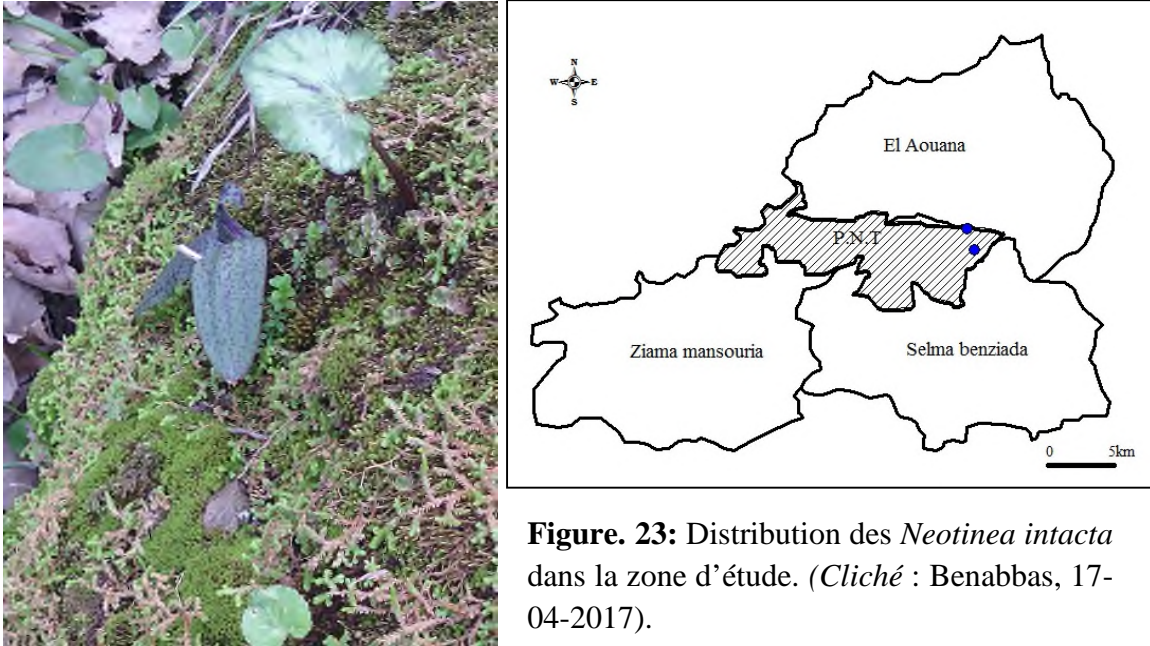 N
W E
S
El Aouana
P.N.T
Ziama mansouria
Selma benziada
0 5km
Figure. 23: Distribution des Neotinea intacta
dans la zone d’étude. (Cliché : Benabbas, 17-
04-2017).